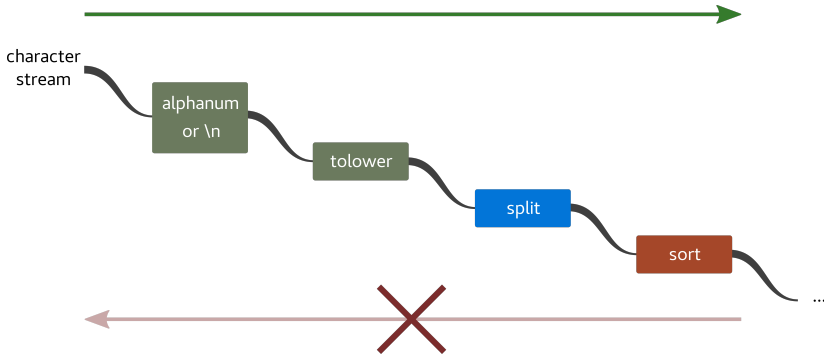 character
stream
alphanum
or \n
tolower
split
sort
...